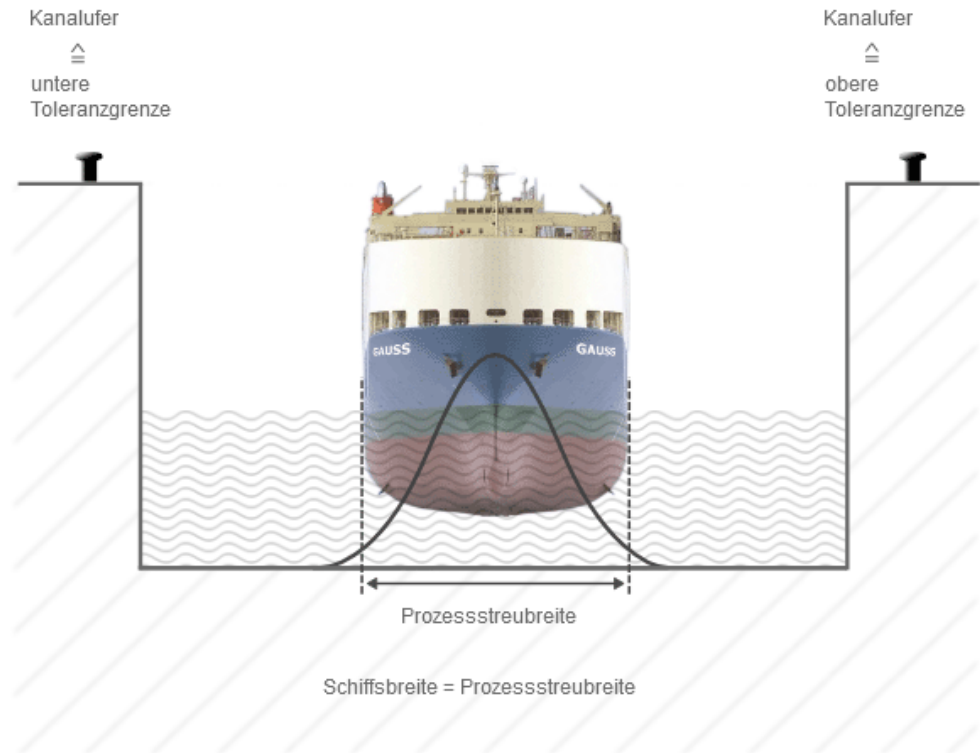 Kanalufer
≙
untere
Toleranzgrenze
Kanalufer
≙
obere
Toleranzgrenze
GAUSS
GAUSS
Prozessstreubreite
Schiffsbreite = Prozessstreubreite